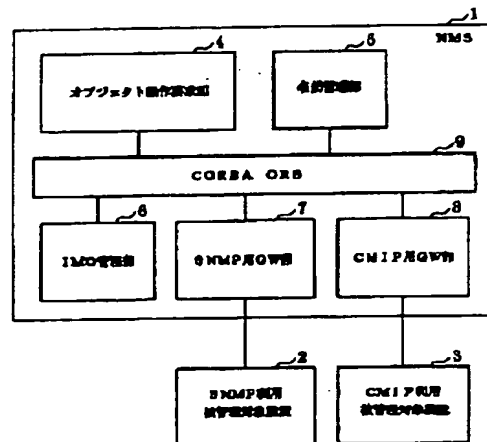 1
NMS
4
5
オブジェクト操作要求部
名前管理部
9
CORBA ORB
6
7
8
IMO管理部
SNMP用GW部
CMIP用GW部
2
3
SNMP利用
被管理対象装置
CMIP利用
被管理対象装置